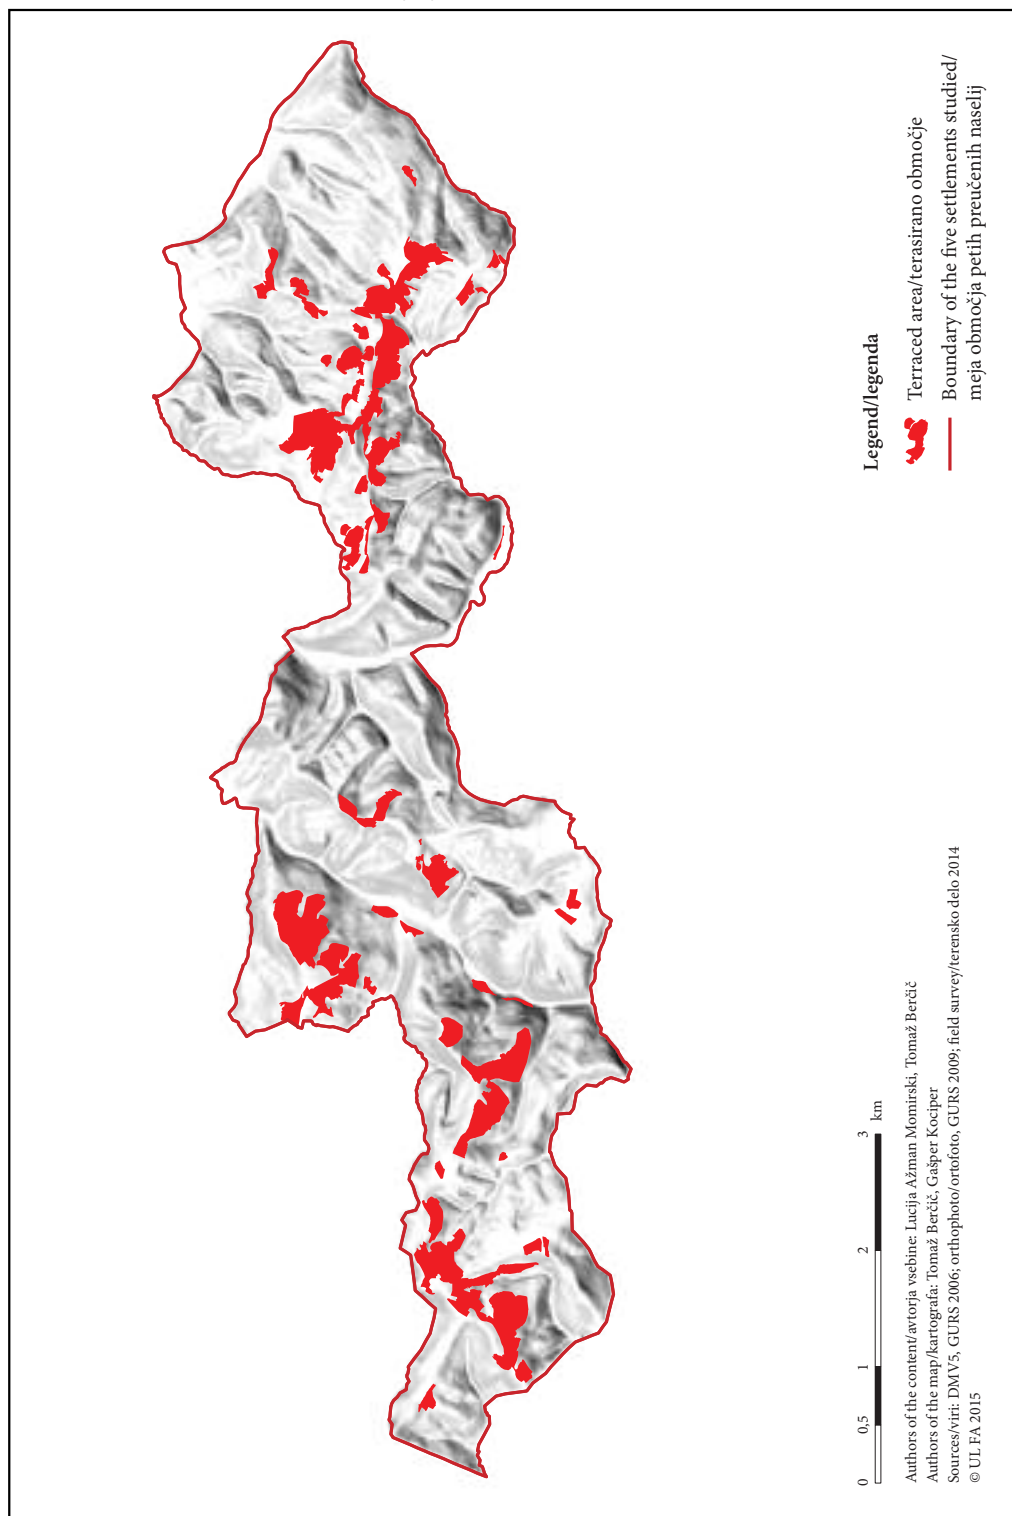 Legend/legenda
Terraced area/terasirano območje
Boundary of the five settlements studied/
meja območja petih preučenih naselij
0 0,5 1 2 3
km
Authors of the content/avtorja vsebine: Lucija Ažman Momirski, Tomaž Berčič
Authors of the map/kartografa: Tomaž Berčič, Gašper Kociper
Sources/viri: DMV5, GURS 2006; orthophoto/ortofoto, GURS 2009; field survey/terensko delo 2014
© UL FA 2015